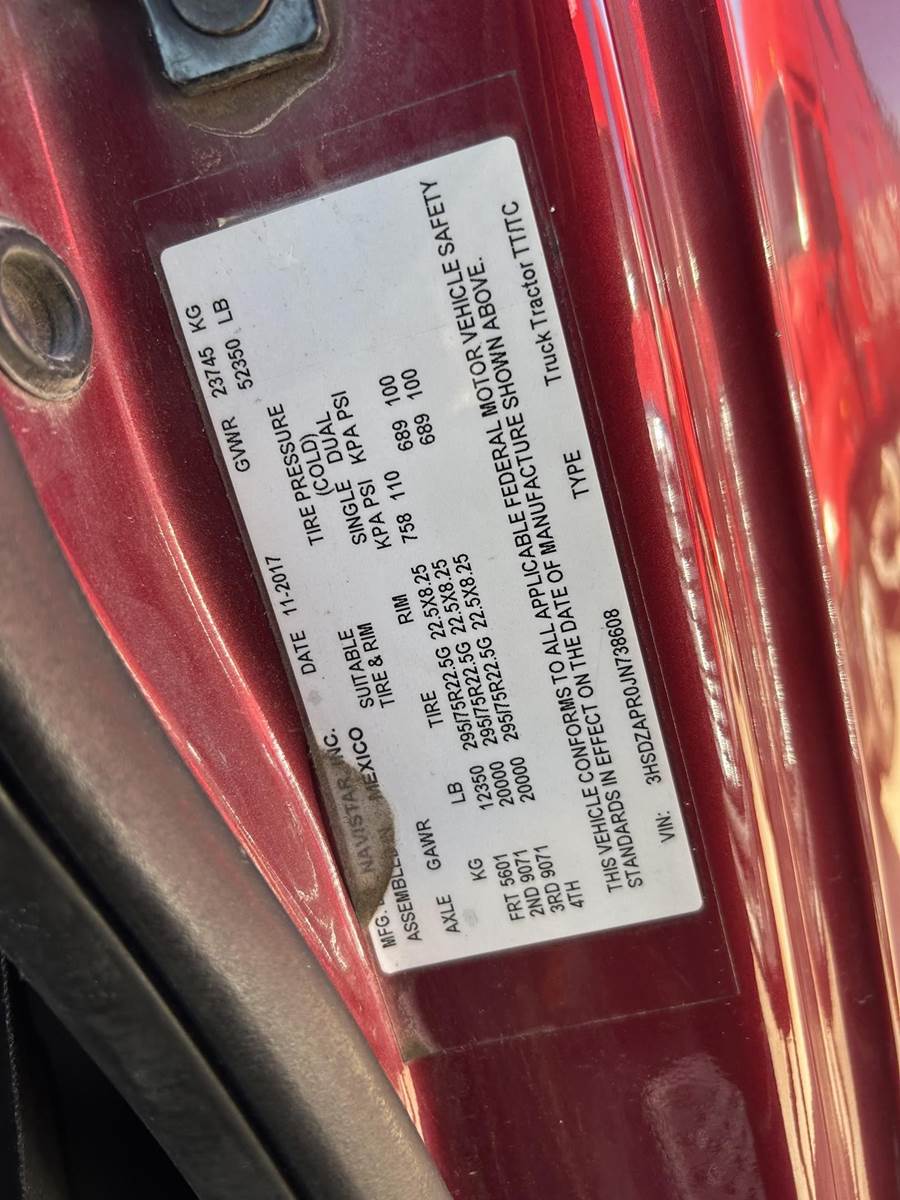 MFG. NAVISTAR, INC. DATE 11-2017 GVWR 23745 KG
ASSEMBLED IN MEXICO 52350 LB
SUITABLE TIRE PRESSURE
AXLE GAWR TIRE & RIM (COLD)
SINGLE DUAL
KG LB TIRE RIM KPA PSI KPA PSI
FRT 5601 12350 295/75R22.5G 22.5X8.25 758 110
2ND 9071 20000 295/75R22.5G 22.5X8.25 689 100
3RD 9071 20000 295/75R22.5G 22.5X8.25 689 100
4TH
THIS VEHICLE CONFORMS TO ALL APPLICABLE FEDERAL MOTOR VEHICLE SAFETY
STANDARDS IN EFFECT ON THE DATE OF MANUFACTURE SHOWN ABOVE.
VIN: 3HSDZAPR0JN738608 TYPE Truck Tractor TT/TC